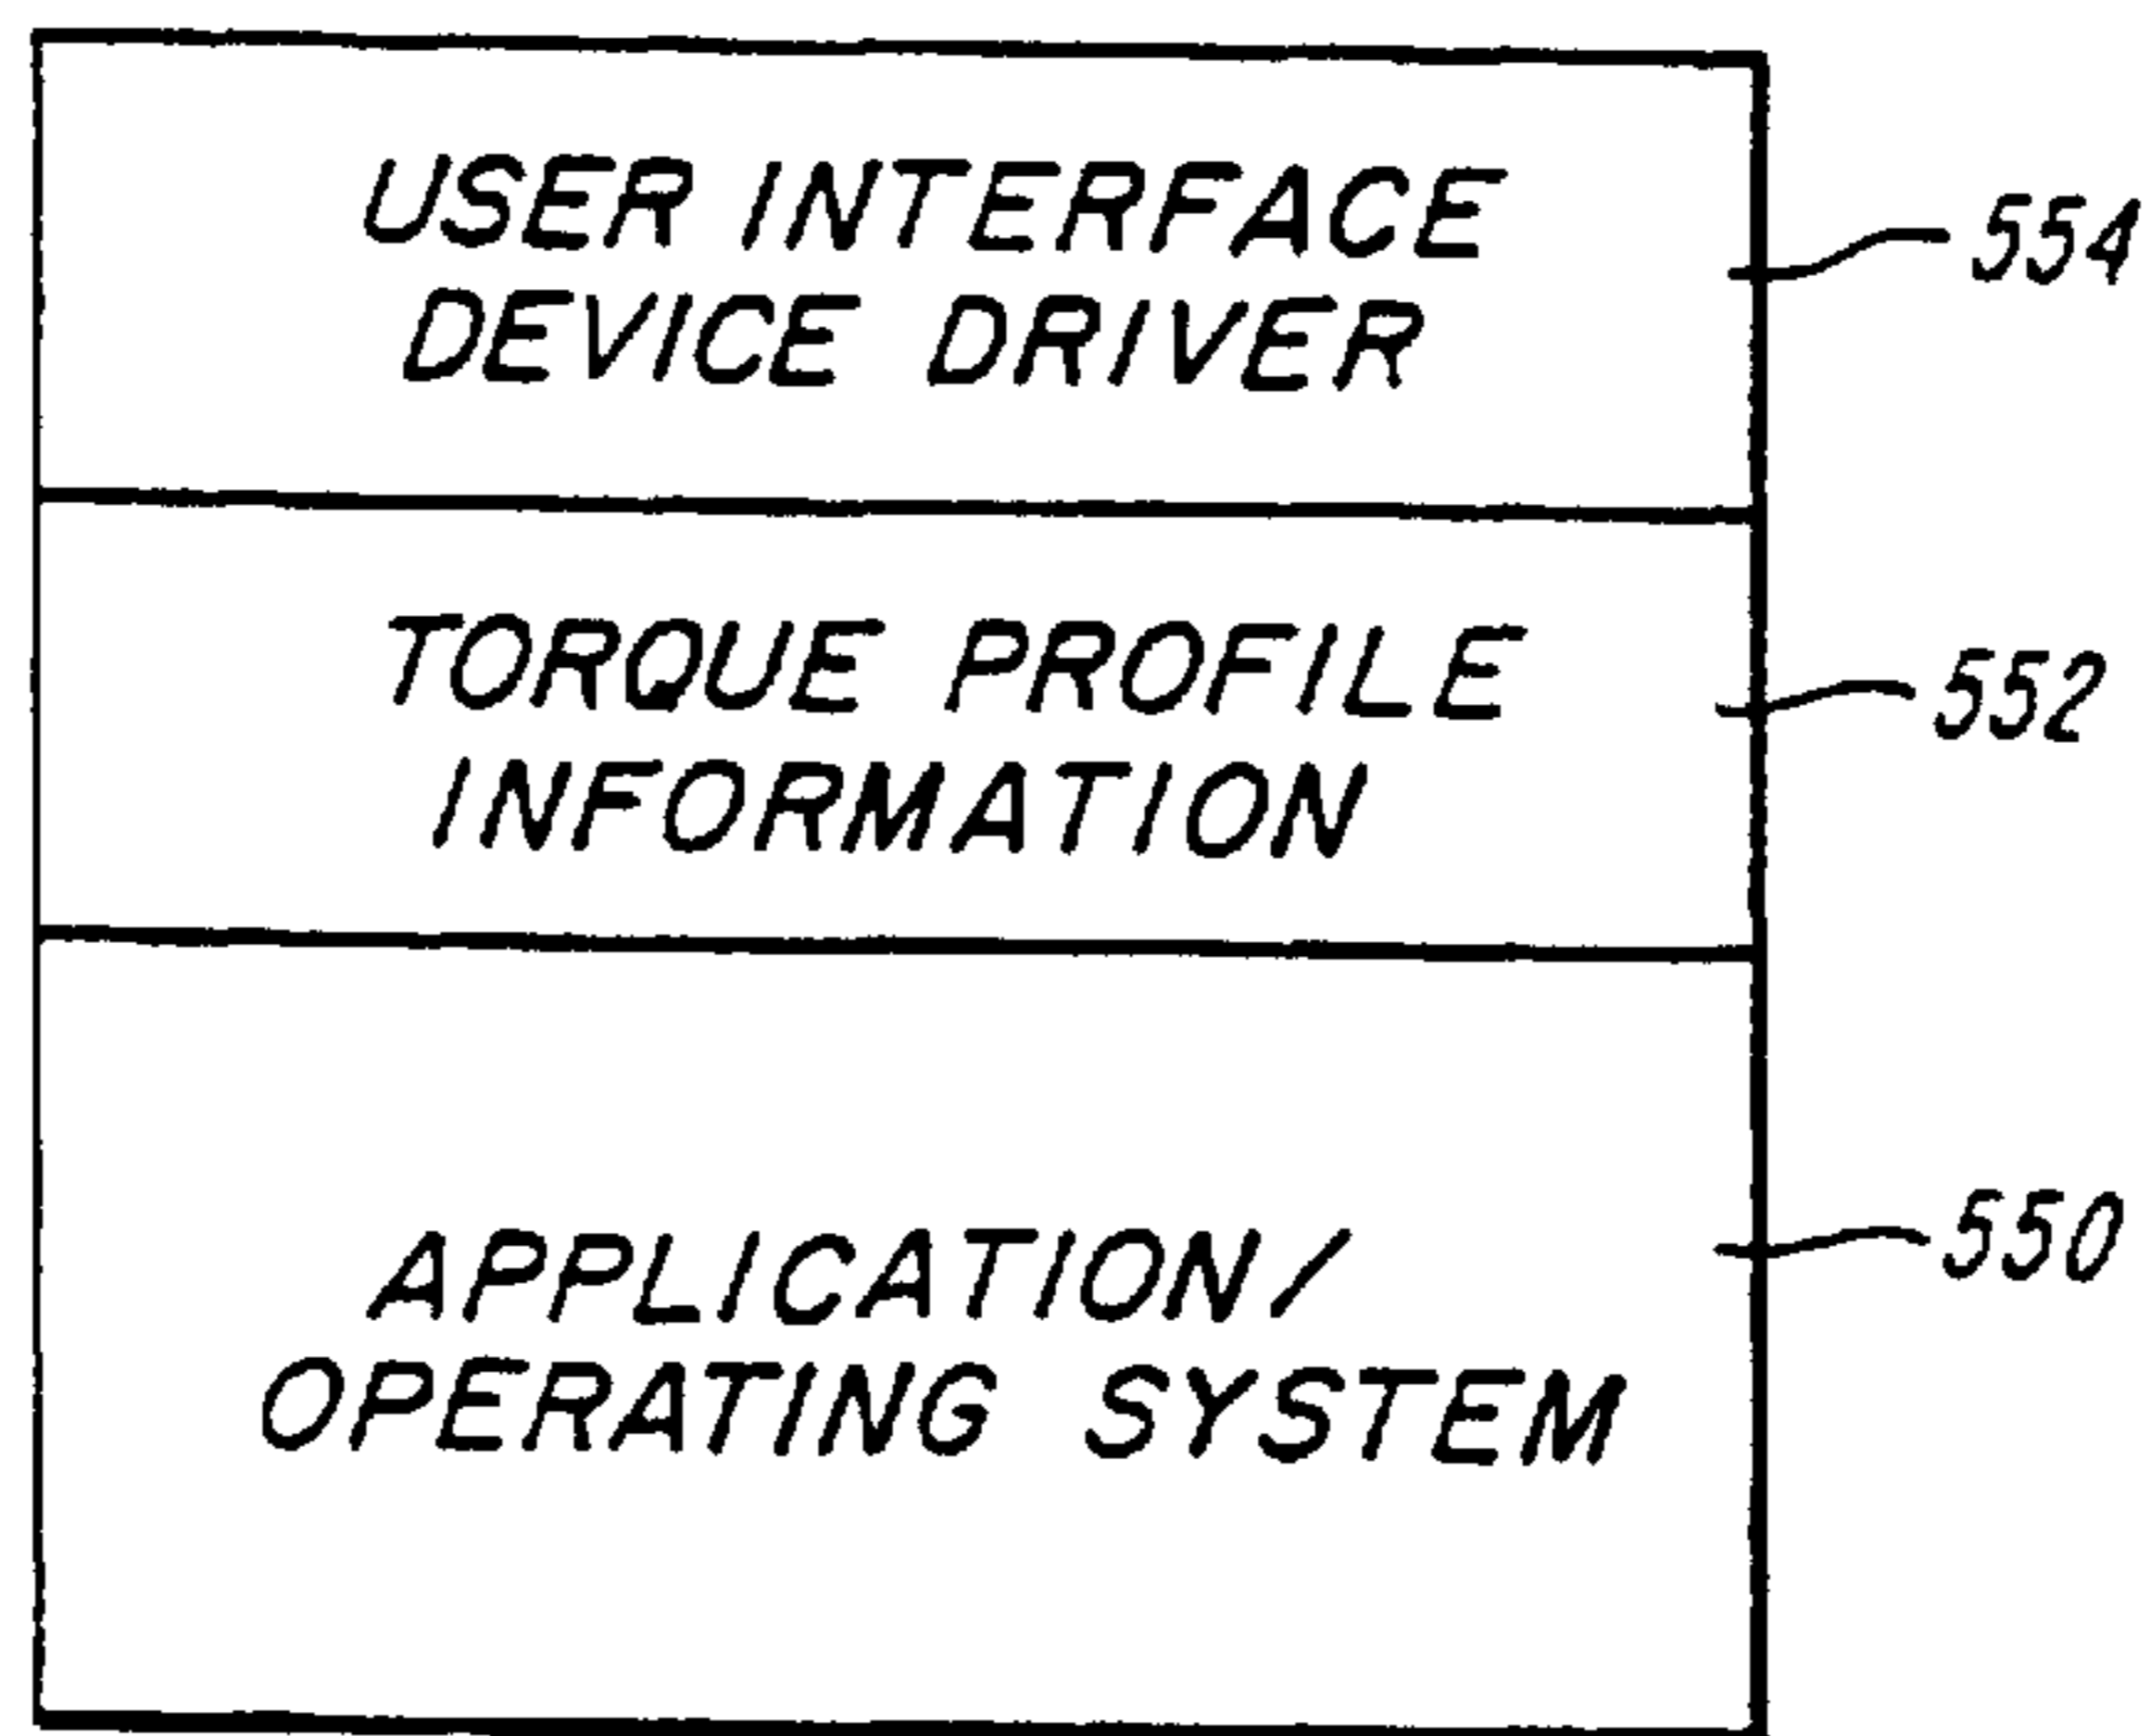 USER INTERFACE
DEVICE DRIVER
554
TORQUE PROFILE
INFORMATION
552
APPLICATION/
OPERATING SYSTEM
550